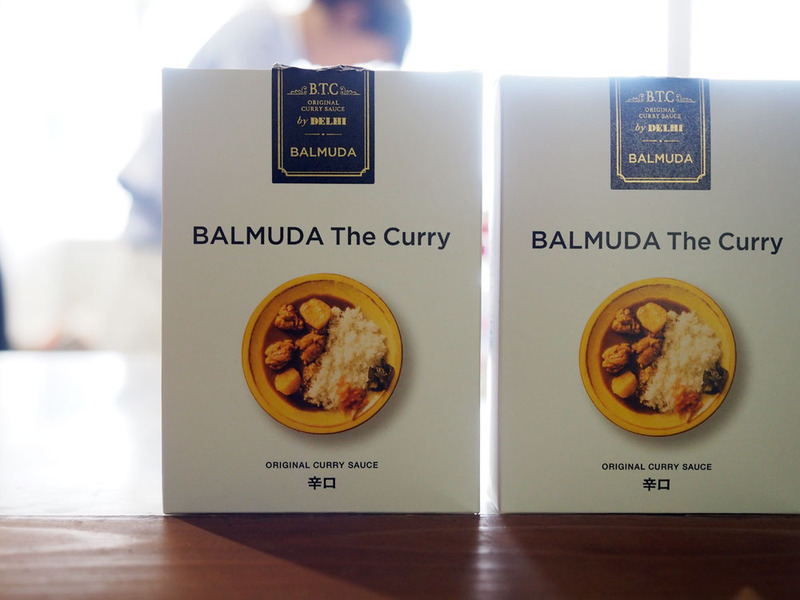 B.T.C
ORIGINAL
CURRY SAUCE
by DELHI
BALMUDA
BALMUDA The Curry
ORIGINAL CURRY SAUCE
辛口
B.T.C
ORIGINAL
CURRY SAUCE
by DELHI
BALMUDA
BALMUDA The Curry
ORIGINAL CURRY SAUCE
辛口